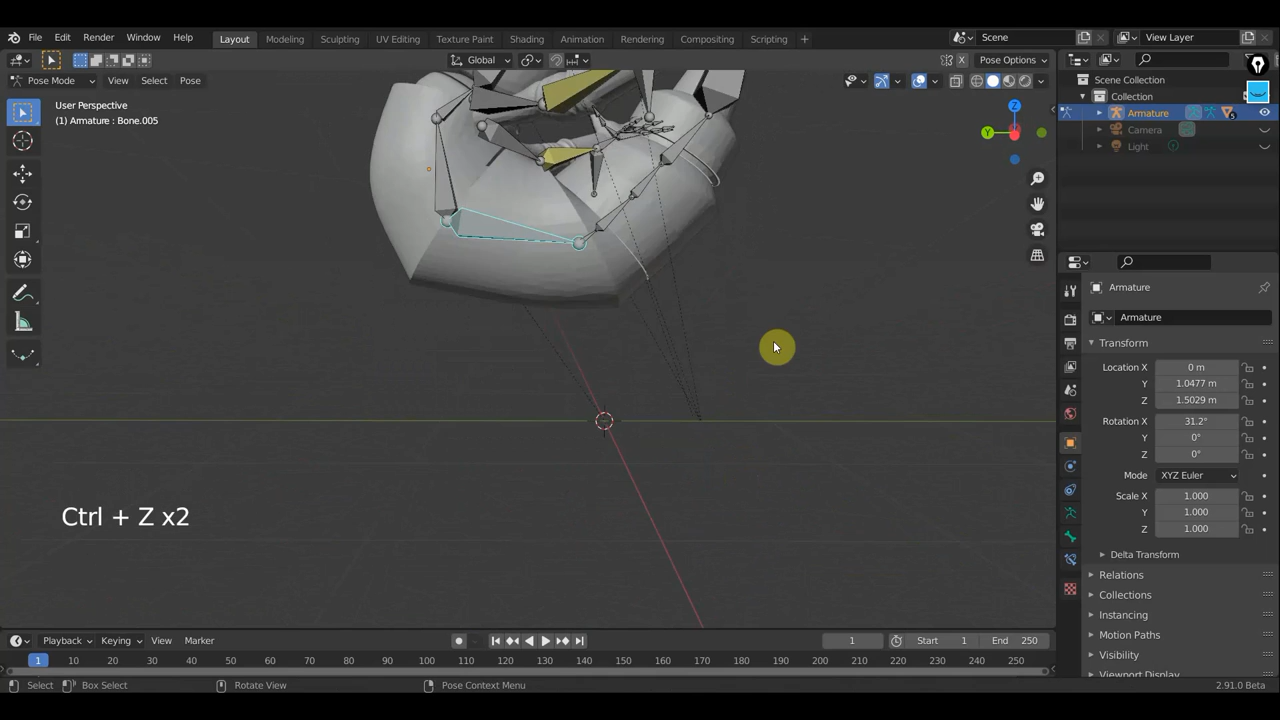 File Edit Render Window Help
Layout Modeling Sculpting UV Editing Texture Paint Shading Animation Rendering Compositing Scripting +
Scene
View Layer
Global
Pose Options
Pose Mode View Select Pose
User Perspective
(1) Armature : Bone.005
Z
Y
Scene Collection
Collection
Armature
Camera
Light
Armature
Armature
Transform
Location X 0 m
Y 1.0477 m
Z 1.5029 m
Rotation X 31.2°
Y 0°
Z 0°
Mode XYZ Euler
Scale X 1.000
Y 1.000
Z 1.000
Delta Transform
Relations
Collections
Instancing
Motion Paths
Visibility
Viewport Display
Ctrl + Z x2
Playback Keying View Marker
1 Start 1 End 250
1 10 20 30 40 50 60 70 80 90 100 110 120 130 140 150 160 170 180 190 200 210 220 230 240 250
Select Box Select Rotate View Pose Context Menu 2.91.0 Beta